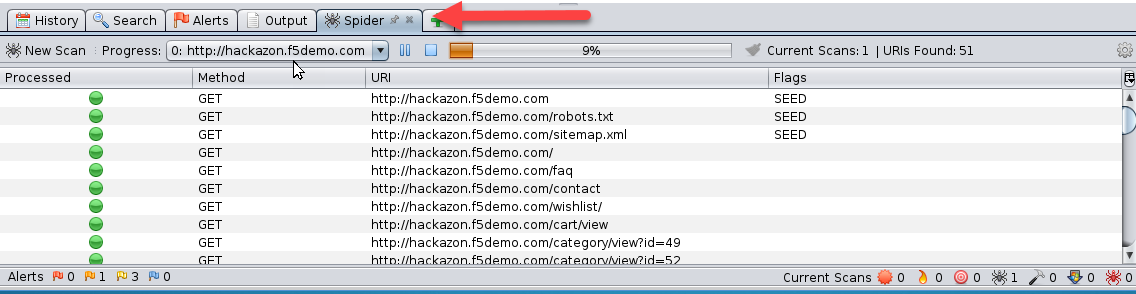 History Search Alerts Output Spider
New Scan Progress: 0: http://hackazon.f5demo.com 9% Current Scans: 1 | URIs Found: 51
Processed Method URI Flags
GET http://hackazon.f5demo.com SEED
GET http://hackazon.f5demo.com/robots.txt SEED
GET http://hackazon.f5demo.com/sitemap.xml SEED
GET http://hackazon.f5demo.com/
GET http://hackazon.f5demo.com/faq
GET http://hackazon.f5demo.com/contact
GET http://hackazon.f5demo.com/wishlist/
GET http://hackazon.f5demo.com/cart/view
GET http://hackazon.f5demo.com/category/view?id=49
GET http://hackazon.f5demo.com/category/view?id=52
Alerts 0 1 3 0 Current Scans 0 0 0 1 0 0 0